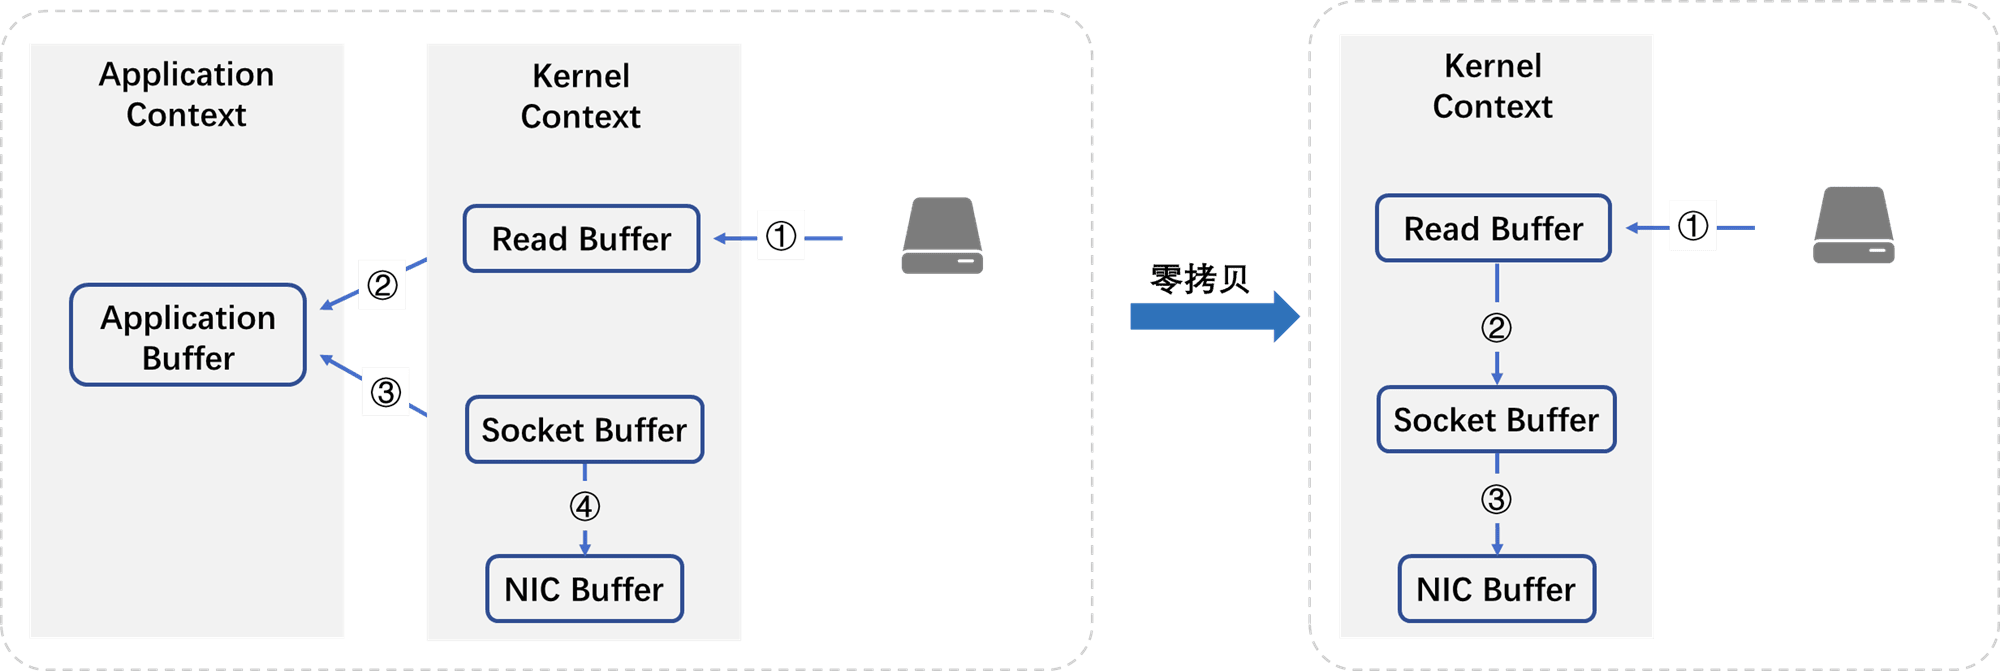 Application
Context
Kernel
Context
Read Buffer
①
②
Application
Buffer
③
Socket Buffer
④
NIC Buffer
零拷贝
Kernel
Context
Read Buffer
①
②
Socket Buffer
③
NIC Buffer